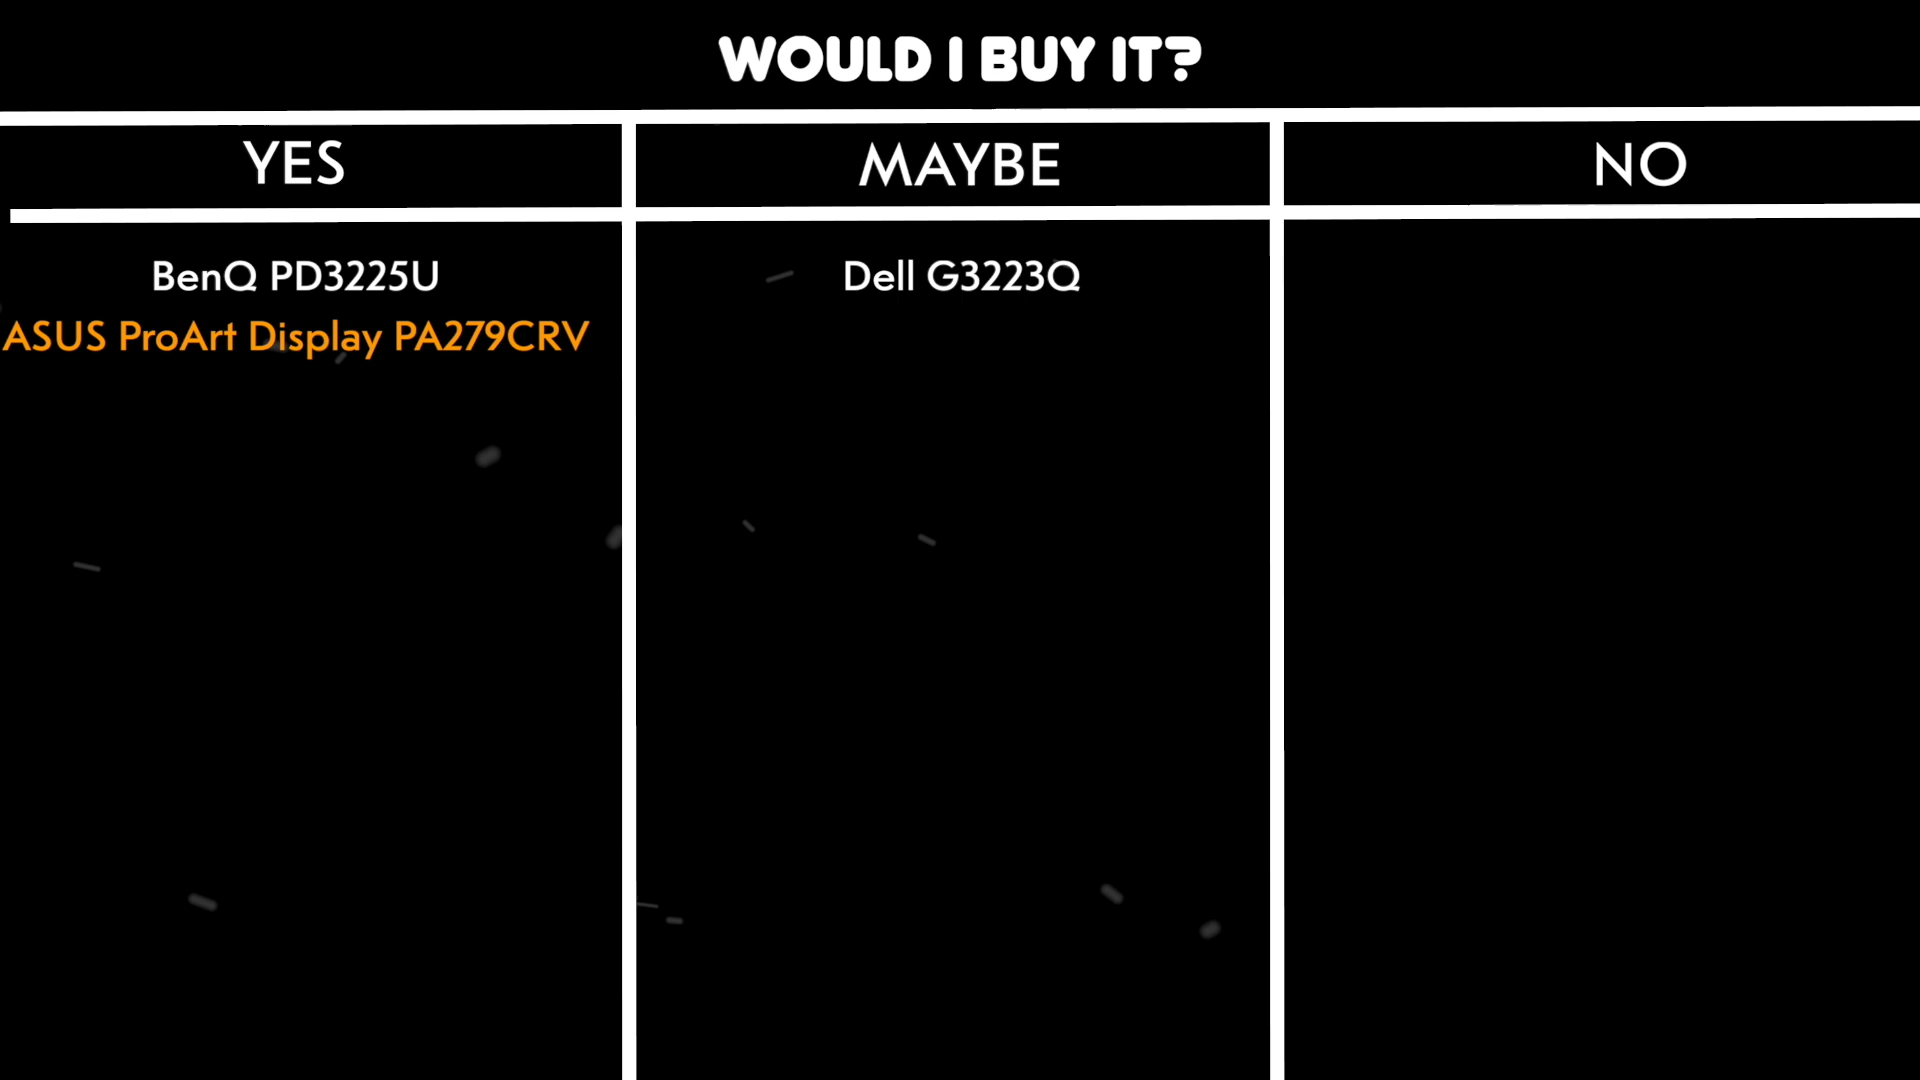 WOULD I BUY IT?
YES
MAYBE
NO
BenQ PD3225U
Dell G3223Q
ASUS ProArt Display PA279CRV